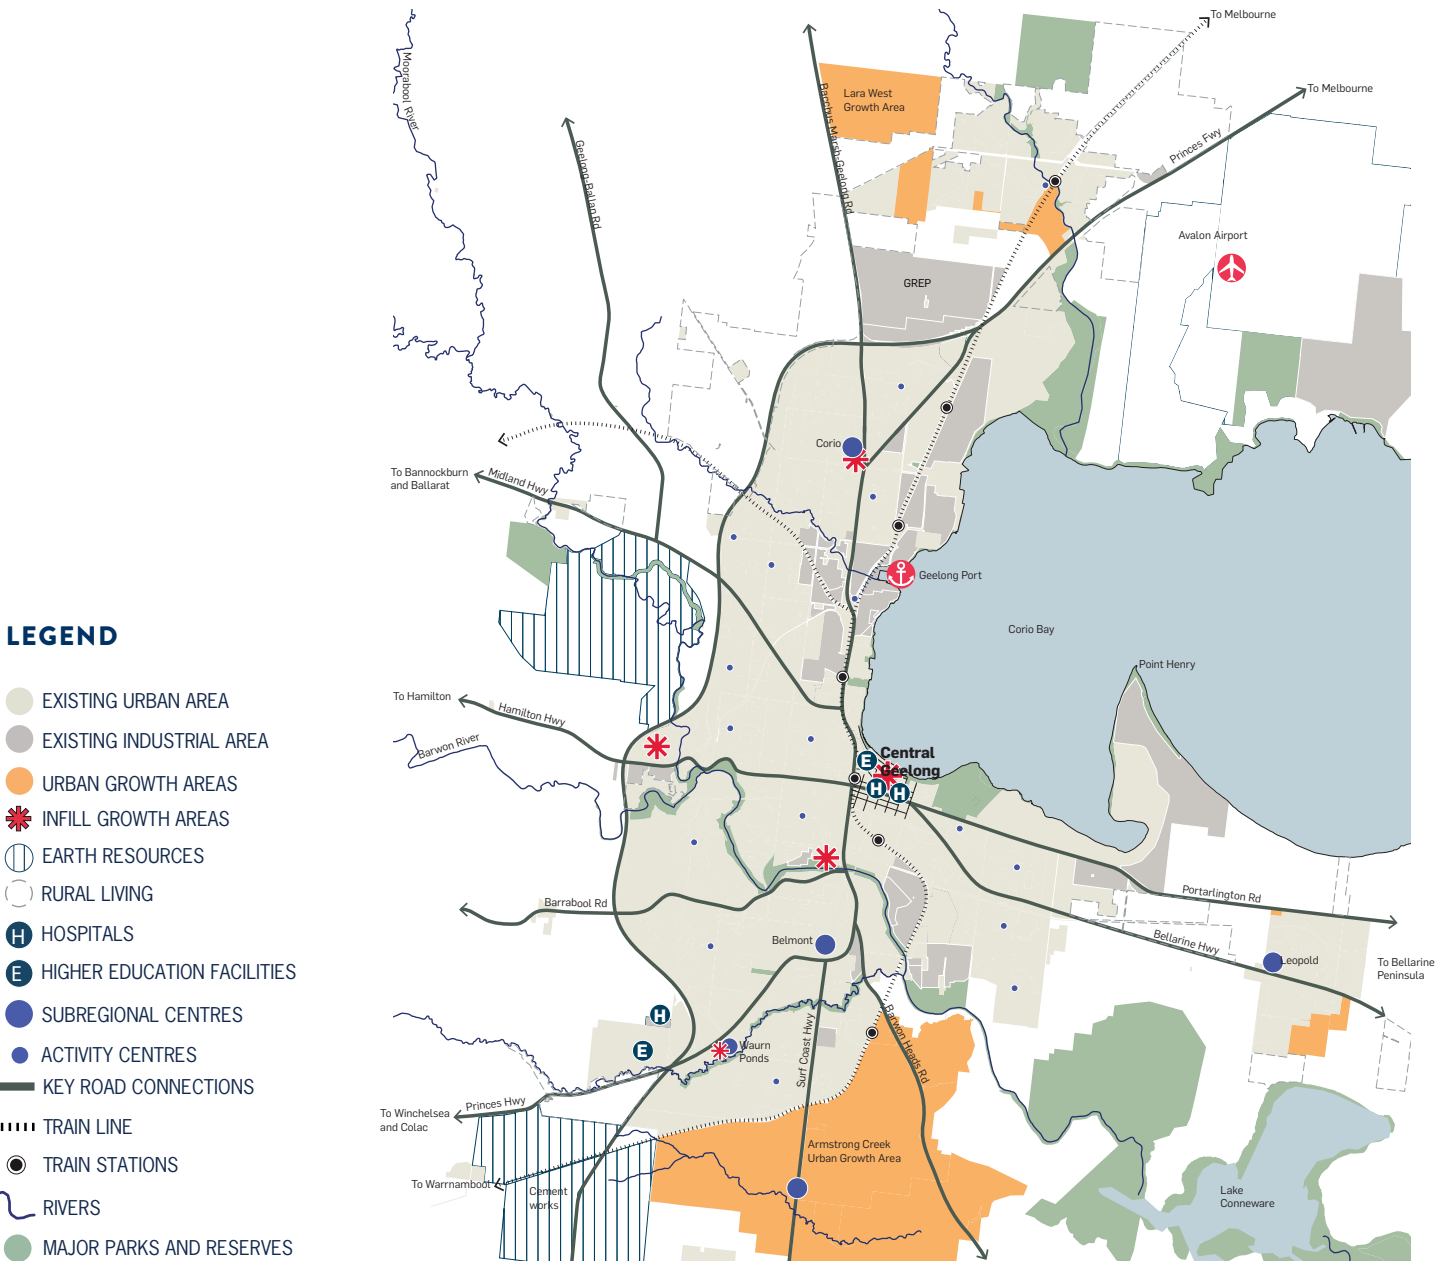 To Melbourne
To Melbourne
Moorabool River
Lara West
Growth Area
Bacchus Marsh-Geelong Rd
Princes Fwy
Geelong-Ballan Rd
Avalon Airport
GREP
Corio
To Bannockburn
and Ballarat
Midland Hwy
Geelong Port
Corio Bay
LEGEND
Point Henry
EXISTING URBAN AREA
To Hamilton
Hamilton Hwy
EXISTING INDUSTRIAL AREA
Barwon River
E
Central
Geelong
H
H
URBAN GROWTH AREAS
INFILL GROWTH AREAS
EARTH RESOURCES
RURAL LIVING
Portarlington Rd
Barrabool Rd
H HOSPITALS
Belmont
Bellarine Hwy
Leopold
To Bellarine
Peninsula
E HIGHER EDUCATION FACILITIES
SUBREGIONAL CENTRES
H
Surf Coast Hwy
Barwon Heads Rd
E
Waurn
Ponds
ACTIVITY CENTRES
KEY ROAD CONNECTIONS
Princes Hwy
To Winchelsea
and Colac
TRAIN LINE
Armstrong Creek
Urban Growth Area
TRAIN STATIONS
To Warrnambool
Cement
works
Lake
Conneware
RIVERS
MAJOR PARKS AND RESERVES